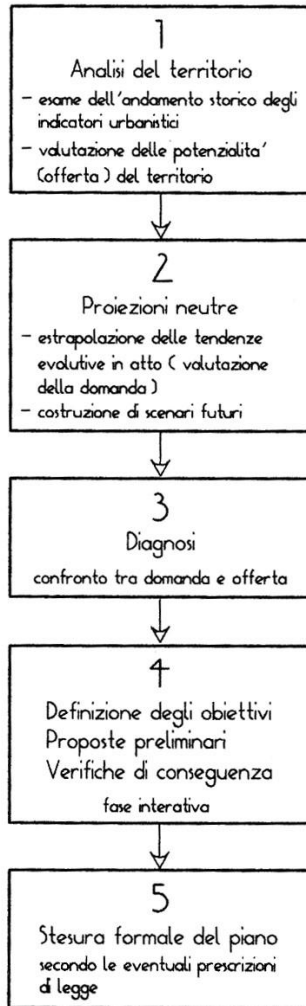 1
Analisi del territorio
- esame dell'andamento storico degli
indicatori urbanistici
- valutazione delle potenzialita'
(offerta) del territorio
2
Proiezioni neutre
- estrapolazione delle tendenze
evolutive in atto (valutazione
della domanda)
- costruzione di scenari futuri
3
Diagnosi
confronto tra domanda e offerta
4
Definizione degli obiettivi
Proposte preliminari
Verifiche di conseguenza
fase interativa
5
Stesura formale del piano
secondo le eventuali prescrizioni
di legge